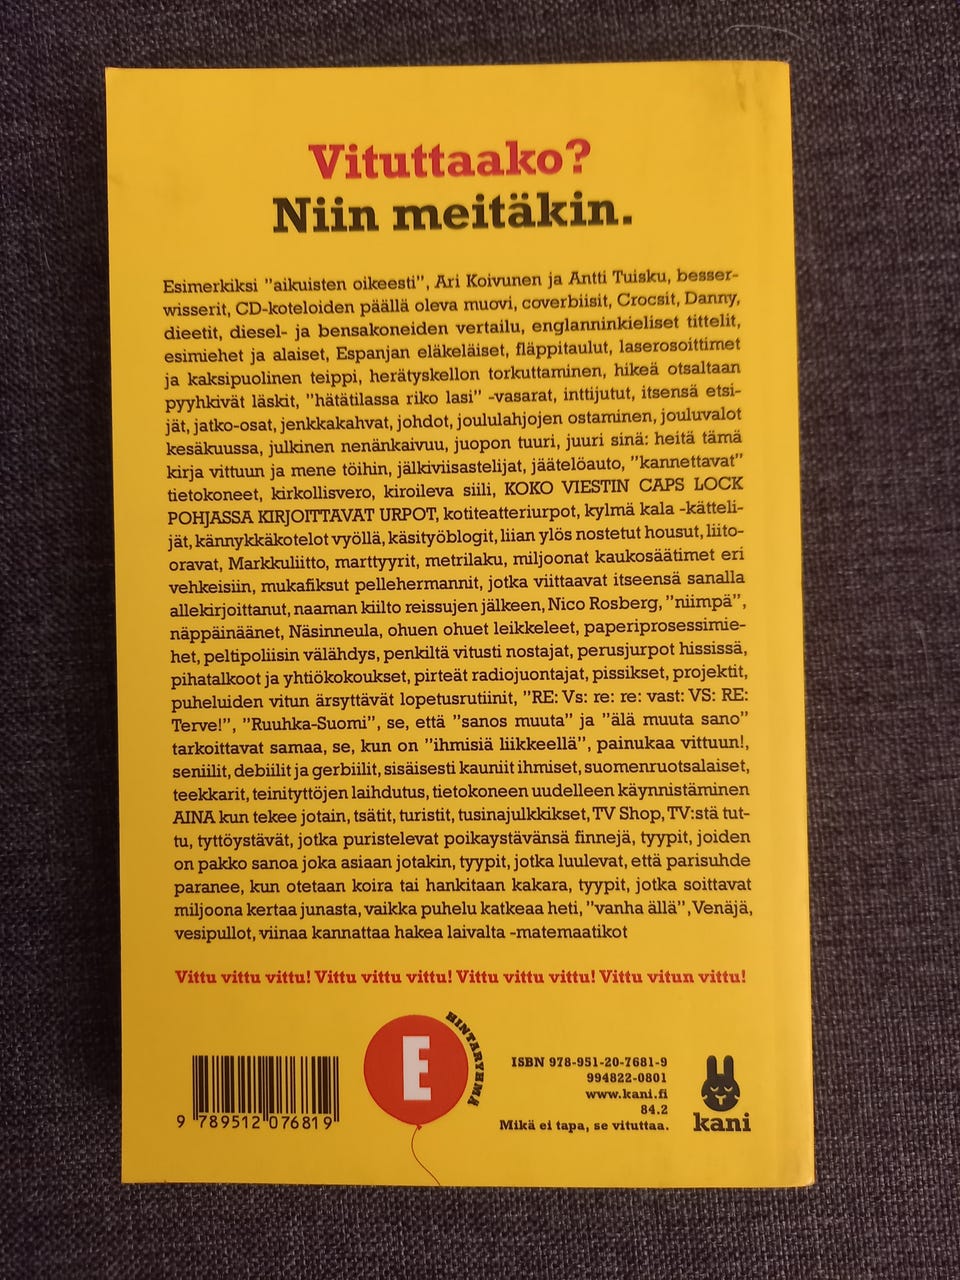 Vituttaako?
Niin meitäkin.
Esimerkiksi "aikuisten oikeesti", Ari Koivunen ja Antti Tuisku, besser-
wisserit, CD-koteloiden päällä oleva muovi, coverbiisit, Crocsit, Danny,
dieetit, diesel- ja bensakoneiden vertailu, englanninkieliset tittelit,
esimiehet ja alaiset, Espanjan eläkeläiset, fläppitaulut, laserosoittimet
ja kaksipuolinen teippi, herätyskellon torkuttaminen, hikeä otsaltaan
pyyhkivät läskit, "hätätilassa riko lasi" -vasarat, inttijutut, itsensä etsi-
jät, jatko-osat, jenkkakahvat, johdot, joululahjojen ostaminen, jouluvalot
kesäkuussa, julkinen nenänkaivuu, juopon tuuri, juuri sinä: heitä tämä
kirja vittuun ja mene töihin, jälkiviisastelijat, jäätelöauto, "kannettavat"
tietokoneet, kirkollisvero, kiroileva siili, KOKO VIESTIN CAPS LOCK
POHJASSA KIRJOITTAVAT URPOT, kotiteatteriurpot, kylmä kala -kätteli-
jät, kännykkäkotelot vyöllä, käsityöblogit, liian ylös nostetut housut, liito-
oravat, Markkuliitto, marttyyrit, metrilaku, miljoonat kaukosäätimet eri
vehkeisiin, mukafiksut pellehermannit, jotka viittaavat itseensä sanalla
allekirjoittanut, naaman kiilto reissujen jälkeen, Nico Rosberg, "niimpä",
näppäinäänet, Näsinneula, ohuen ohuet leikkeleet, paperiprosessimie-
het, peltipoliisin välähdys, penkiltä vitusti nostajat, perusjurpot hississä,
pihatalkoot ja yhtiökokoukset, pirteät radiojuontajat, pissikset, projektit,
puheluiden vitun ärsyttävät lopetusrutiinit, "RE: Vs: re: re: vast: VS: RE:
Terve!", "Ruuhka-Suomi", se, että "sanos muuta" ja "älä muuta sano"
tarkoittavat samaa, se, kun on "ihmisiä liikkeellä", painukaa vittuun!,
seniilit, debiilit ja gerbiilit, sisäisesti kauniit ihmiset, suomenruotsalaiset,
teekkarit, teinityttöjen laihdutus, tietokoneen uudelleen käynnistäminen
AINA kun tekee jotain, tsätit, turistit, tusinajulkkikset, TV Shop, TV:stä tut-
tu, tyttöystävät, jotka puristelevat poikaystävänsä finnejä, tyypit, joiden
on pakko sanoa joka asiaan jotakin, tyypit, jotka luulevat, että parisuhde
paranee, kun otetaan koira tai hankitaan kakara, tyypit, jotka soittavat
miljoona kertaa junasta, vaikka puhelu katkeaa heti, "vanha ällä", Venäjä,
vesipullot, viinaa kannattaa hakea laivalta -matemaatikot
Vittu vittu vittu! Vittu vittu vittu! Vittu vittu vittu! Vittu vitun vittu!
9 789512 076819
E
HINTARYHMÄ
ISBN 978-951-20-7681-9
994822-0801
www.kani.fi
84.2
Mikä ei tapa, se vituttaa.
kani